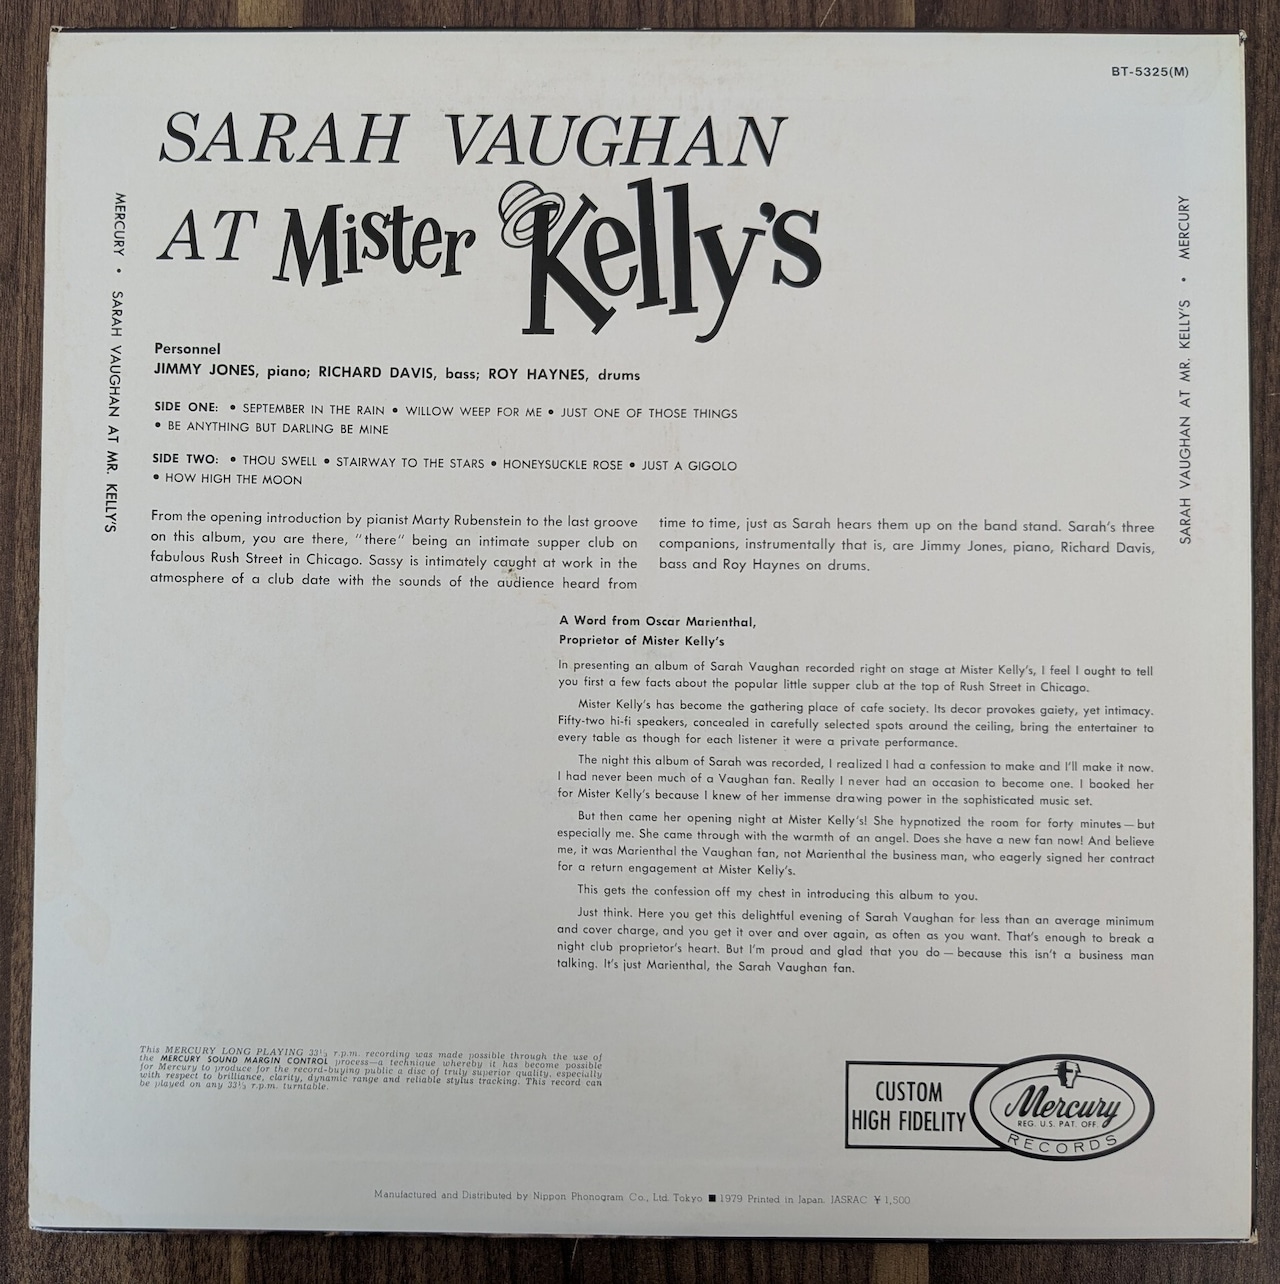 BT-5325(M)
SARAH VAUGHAN
AT Mister Kelly's
MERCURY • SARAH VAUGHAN AT MR. KELLY'S
SARAH VAUGHAN AT MR. KELLY'S • MERCURY
Personnel
JIMMY JONES, piano; RICHARD DAVIS, bass; ROY HAYNES, drums
SIDE ONE: • SEPTEMBER IN THE RAIN • WILLOW WEEP FOR ME • JUST ONE OF THOSE THINGS
• BE ANYTHING BUT DARLING BE MINE
SIDE TWO: • THOU SWELL • STAIRWAY TO THE STARS • HONEYSUCKLE ROSE • JUST A GIGOLO
• HOW HIGH THE MOON
From the opening introduction by pianist Marty Rubenstein to the last groove
on this album, you are there, "there" being an intimate supper club on
fabulous Rush Street in Chicago. Sassy is intimately caught at work in the
atmosphere of a club date with the sounds of the audience heard from
time to time, just as Sarah hears them up on the band stand. Sarah's three
companions, instrumentally that is, are Jimmy Jones, piano, Richard Davis,
bass and Roy Haynes on drums.
A Word from Oscar Marienthal,
Proprietor of Mister Kelly's
In presenting an album of Sarah Vaughan recorded right on stage at Mister Kelly's, I feel I ought to tell
you first a few facts about the popular little supper club at the top of Rush Street in Chicago.
Mister Kelly's has become the gathering place of cafe society. Its decor provokes gaiety, yet intimacy.
Fifty-two hi-fi speakers, concealed in carefully selected spots around the ceiling, bring the entertainer to
every table as though for each listener it were a private performance.
The night this album of Sarah was recorded, I realized I had a confession to make and I'll make it now.
I had never been much of a Vaughan fan. Really I never had an occasion to become one. I booked her
for Mister Kelly's because I knew of her immense drawing power in the sophisticated music set.
But then came her opening night at Mister Kelly's! She hypnotized the room for forty minutes — but
especially me. She came through with the warmth of an angel. Does she have a new fan now! And believe
me, it was Marienthal the Vaughan fan, not Marienthal the business man, who eagerly signed her contract
for a return engagement at Mister Kelly's.
This gets the confession off my chest in introducing this album to you.
Just think. Here you get this delightful evening of Sarah Vaughan for less than an average minimum
and cover charge, and you get it over and over again, as often as you want. That's enough to break a
night club proprietor's heart. But I'm proud and glad that you do — because this isn't a business man
talking. It's just Marienthal, the Sarah Vaughan fan.
This MERCURY LONG PLAYING 33⅓ r.p.m. recording was made possible through the use of
the MERCURY SOUND MARGIN CONTROL process—a technique whereby it has become possible
for Mercury to produce for the record-buying public a disc of truly superior quality, especially
with respect to brilliance, clarity, dynamic range and reliable stylus tracking. This record can
be played on any 33⅓ r.p.m. turntable.
CUSTOM
HIGH FIDELITY
Mercury
REG. U.S. PAT. OFF.
RECORDS
Manufactured and Distributed by Nippon Phonogram Co., Ltd. Tokyo ■ 1979 Printed in Japan. JASRAC ¥1,500